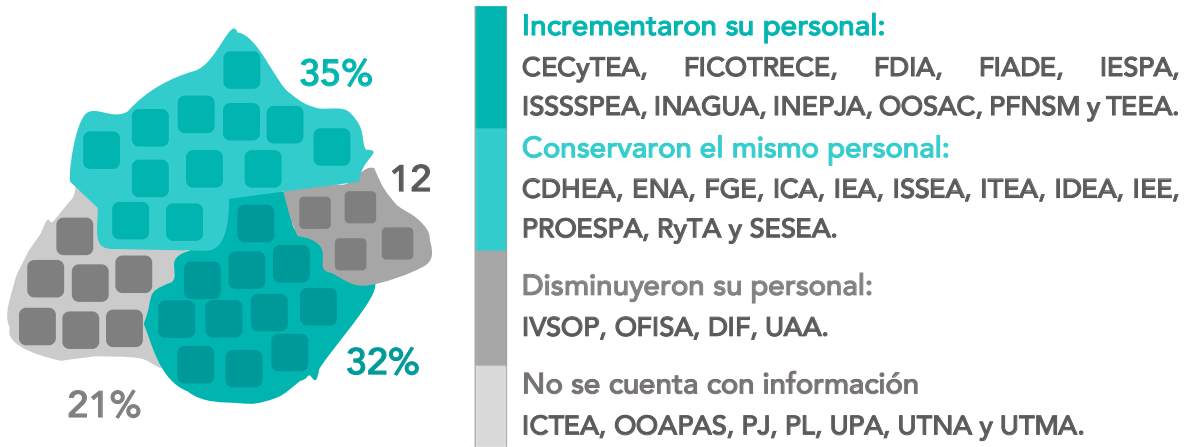 35%
12
32%
21%
Incrementaron su personal:
CECyTEA, FICOTRECE, FDIA, FIADE, IESPA,
ISSSSPEA, INAGUA, INEPJA, OOSAC, PFNSM y TEEA.
Conservaron el mismo personal:
CDHEA, ENA, FGE, ICA, IEA, ISSEA, ITEA, IDEA, IEE,
PROESPA, RyTA y SESEA.
Disminuyeron su personal:
IVSOP, OFISA, DIF, UAA.
No se cuenta con información
ICTEA, OOAPAS, PJ, PL, UPA, UTNA y UTMA.